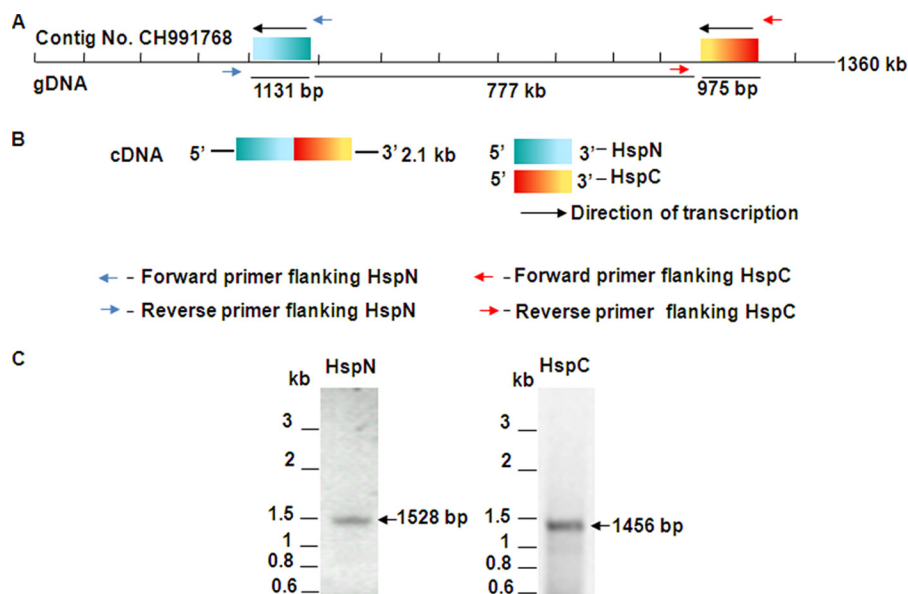 A
Contig No. CH991768
1360 kb
gDNA
1131 bp
777 kb
975 bp
B
cDNA 5' 3' 2.1 kb
5' 3'-HspN
5' 3'-HspC
Direction of transcription
- Forward primer flanking HspN
- Forward primer flanking HspC
- Reverse primer flanking HspN
- Reverse primer flanking HspC
C
HspN
kb
3
2
1.5
1
0.8
0.6
1528 bp
HspC
kb
3
2
1.5
1
0.8
0.6
1456 bp